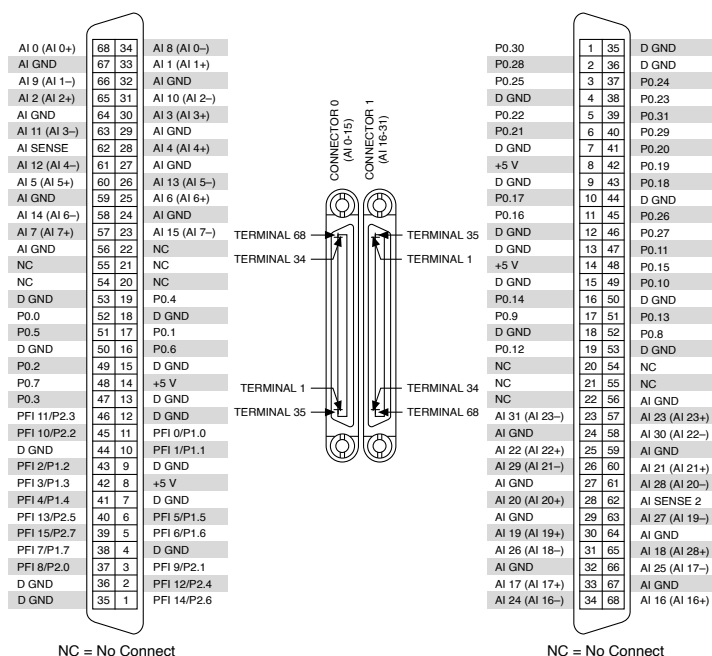 AI 0 (AI 0+) 68 34 AI 8 (AI 0–)
AI GND 67 33 AI 1 (AI 1+)
AI 9 (AI 1–) 66 32 AI GND
AI 2 (AI 2+) 65 31 AI 10 (AI 2–)
AI GND 64 30 AI 3 (AI 3+)
AI 11 (AI 3–) 63 29 AI GND
AI SENSE 62 28 AI 4 (AI 4+)
AI 12 (AI 4–) 61 27 AI GND
AI 5 (AI 5+) 60 26 AI 13 (AI 5–)
AI GND 59 25 AI 6 (AI 6+)
AI 14 (AI 6–) 58 24 AI GND
AI 7 (AI 7+) 57 23 AI 15 (AI 7–)
AI GND 56 22 NC
NC 55 21 NC
NC 54 20 NC
D GND 53 19 P0.4
P0.0 52 18 D GND
P0.5 51 17 P0.1
D GND 50 16 P0.6
P0.2 49 15 D GND
P0.7 48 14 +5 V
P0.3 47 13 D GND
PFI 11/P2.3 46 12 D GND
PFI 10/P2.2 45 11 PFI 0/P1.0
D GND 44 10 PFI 1/P1.1
PFI 2/P1.2 43 9 D GND
PFI 3/P1.3 42 8 +5 V
PFI 4/P1.4 41 7 D GND
PFI 13/P2.5 40 6 PFI 5/P1.5
PFI 15/P2.7 39 5 PFI 6/P1.6
PFI 7/P1.7 38 4 D GND
PFI 8/P2.0 37 3 PFI 9/P2.1
D GND 36 2 PFI 12/P2.4
D GND 35 1 PFI 14/P2.6
NC = No Connect
CONNECTOR 0
(AI 0-15)
CONNECTOR 1
(AI 16-31)
TERMINAL 68
TERMINAL 34
TERMINAL 35
TERMINAL 1
TERMINAL 1
TERMINAL 35
TERMINAL 34
TERMINAL 68
P0.30 1 35 D GND
P0.28 2 36 D GND
P0.25 3 37 P0.24
D GND 4 38 P0.23
P0.22 5 39 P0.31
P0.21 6 40 P0.29
D GND 7 41 P0.20
+5 V 8 42 P0.19
D GND 9 43 P0.18
P0.17 10 44 D GND
P0.16 11 45 P0.26
D GND 12 46 P0.27
D GND 13 47 P0.11
+5 V 14 48 P0.15
D GND 15 49 P0.10
P0.14 16 50 D GND
P0.9 17 51 P0.13
D GND 18 52 P0.8
P0.12 19 53 D GND
NC 20 54 NC
NC 21 55 NC
NC 22 56 AI GND
AI 31 (AI 23–) 23 57 AI 23 (AI 23+)
AI GND 24 58 AI 30 (AI 22–)
AI 22 (AI 22+) 25 59 AI GND
AI 29 (AI 21–) 26 60 AI 21 (AI 21+)
AI GND 27 61 AI 28 (AI 20–)
AI 20 (AI 20+) 28 62 AI SENSE 2
AI GND 29 63 AI 27 (AI 19–)
AI 19 (AI 19+) 30 64 AI GND
AI 26 (AI 18–) 31 65 AI 18 (AI 28+)
AI GND 32 66 AI 25 (AI 17–)
AI 17 (AI 17+) 33 67 AI GND
AI 24 (AI 16–) 34 68 AI 16 (AI 16+)
NC = No Connect